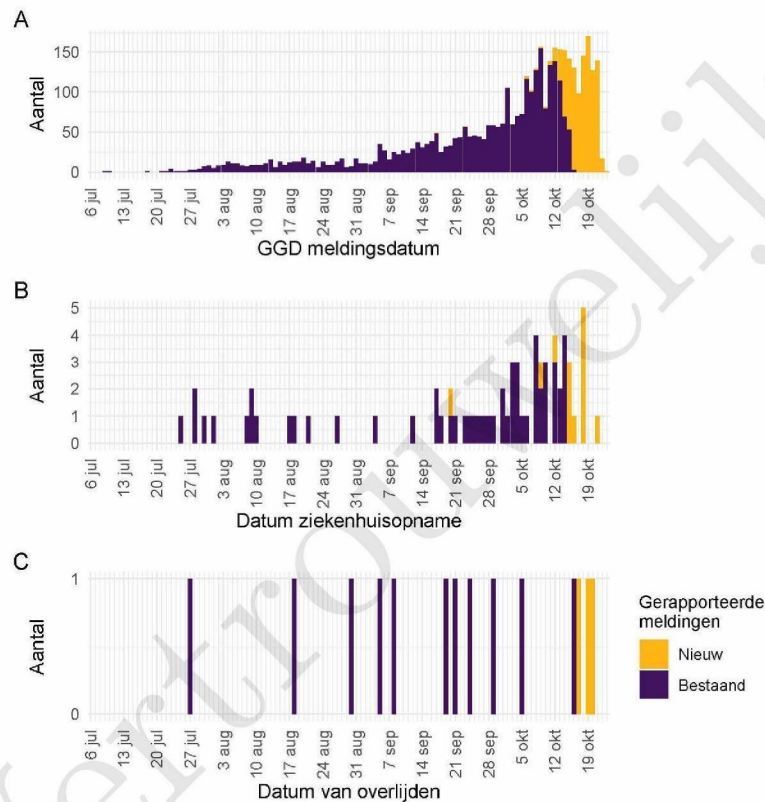 A
Aantal
150
100
50
0
6 jul
13 jul
20 jul
27 jul
3 aug
10 aug
17 aug
24 aug
31 aug
7 sep
14 sep
21 sep
28 sep
5 okt
12 okt
19 okt
GGD meldingsdatum
B
Aantal
5
4
3
2
1
0
6 jul
13 jul
20 jul
27 jul
3 aug
10 aug
17 aug
24 aug
31 aug
7 sep
14 sep
21 sep
28 sep
5 okt
12 okt
19 okt
Datum ziekenhuisopname
C
Aantal
1
0
6 jul
13 jul
20 jul
27 jul
3 aug
10 aug
17 aug
24 aug
31 aug
7 sep
14 sep
21 sep
28 sep
5 okt
12 okt
19 okt
Datum van overlijden
Gerapporteerde
meldingen
Nieuw
Bestaand